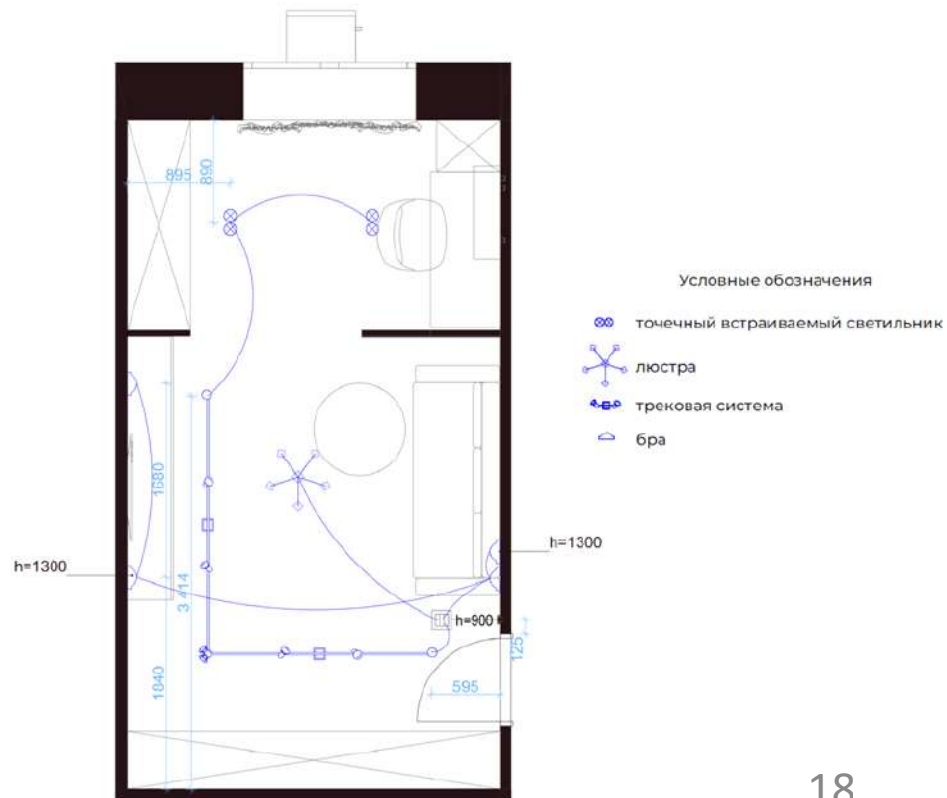 895
890
Условные обозначения
точечный встраиваемый светильник
люстра
трековая система
бра
1680
3 414
h=1300
h=1300
h=900
125
1840
595
18